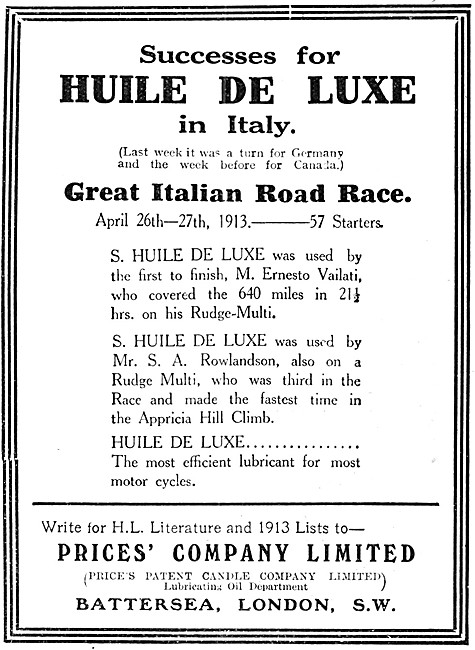 Successes for
HUILE DE LUXE
in Italy.
(Last week it was a turn for Germany
and the week before for Canada.)
Great Italian Road Race.
April 26th—27th, 1913.———57 Starters.
S. HUILE DE LUXE was used by
the first to finish, M. Ernesto Vailati,
who covered the 640 miles in 21½
hrs. on his Rudge-Multi.
S. HUILE DE LUXE was used by
Mr. S. A. Rowlandson, also on a
Rudge Multi, who was third in the
Race and made the fastest time in
the Appricia Hill Climb.
HUILE DE LUXE................
The most efficient lubricant for most
motor cycles.
Write for H.L. Literature and 1913 Lists to—
PRICES' COMPANY LIMITED
(PRICE'S PATENT CANDLE COMPANY LIMITED)
Lubricating Oil Department
BATTERSEA, LONDON, S.W.